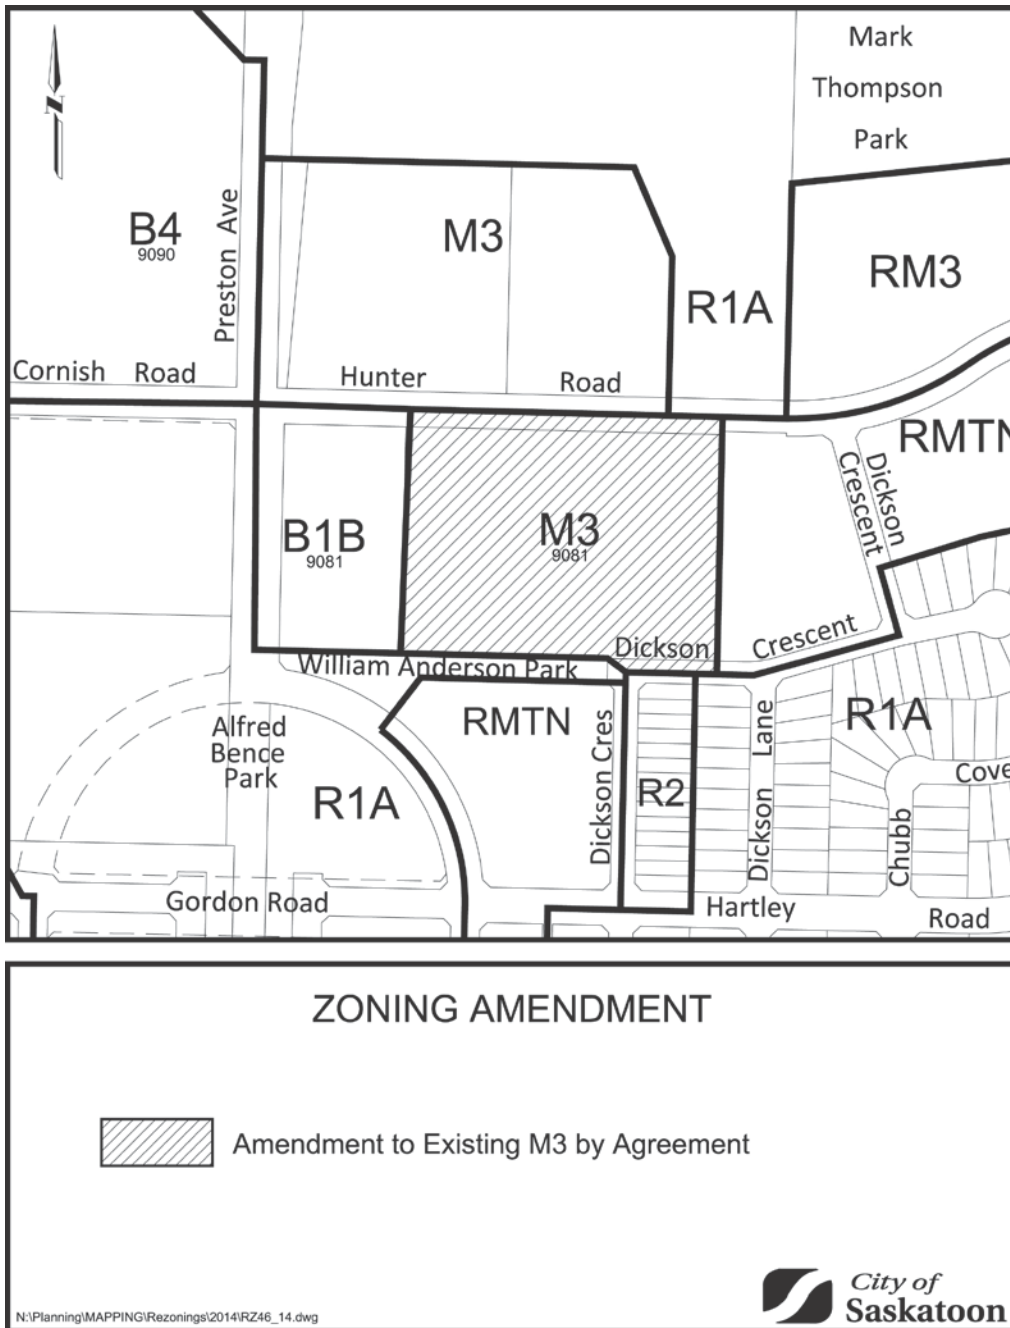 Mark
Thompson
Park
N
B4
9090
Preston Ave
M3
R1A
RM3
Cornish Road
Hunter Road
RMTN
Dickson
Crescent
B1B
9081
M3
9081
Dickson Crescent
William Anderson Park
Alfred
Bence
Park
R1A
RMTN
Dickson Cres
R2
Dickson Lane
R1A
Cove
Chubb
Gordon Road
Hartley Road
ZONING AMENDMENT
Amendment to Existing M3 by Agreement
N:\Planning\MAPPING\Rezonings\2014\RZ46_14.dwg
City of
Saskatoon